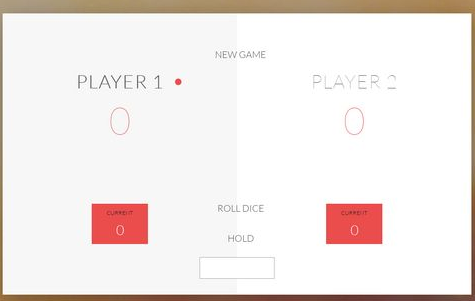 NEW GAME
PLAYER 1
PLAYER 2
0
0
CURRENT
0
CURRENT
0
ROLL DICE
HOLD